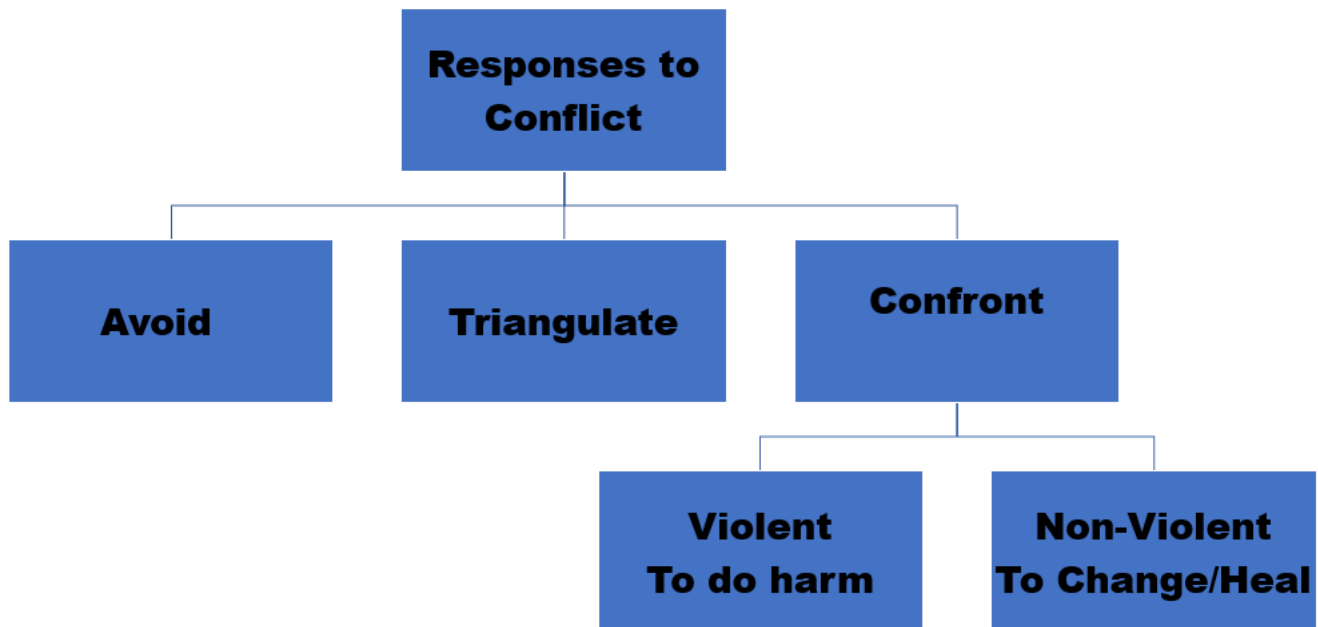 Responses to
Conflict
Avoid
Triangulate
Confront
Violent
To do harm
Non-Violent
To Change/Heal